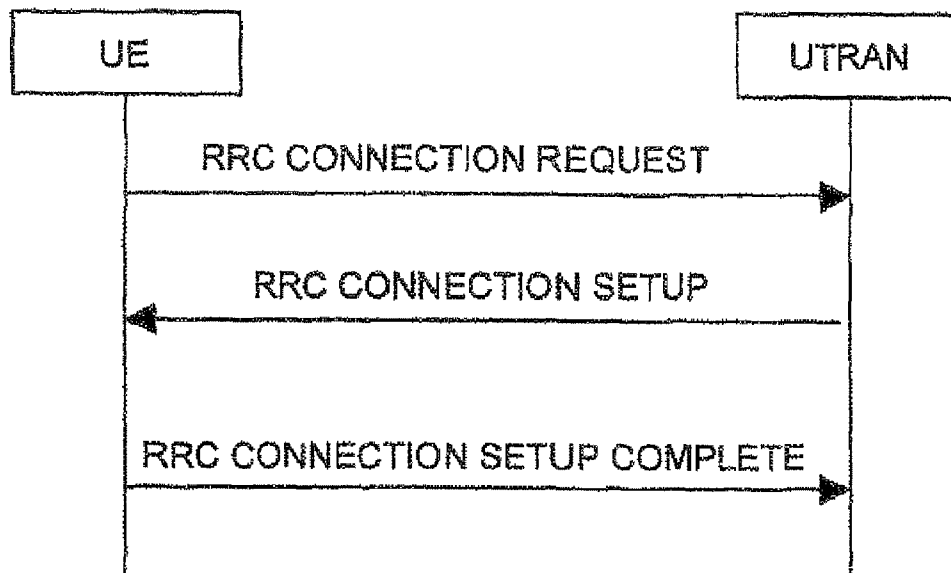 UE
UTRAN
RRC CONNECTION REQUEST
RRC CONNECTION SETUP
RRC CONNECTION SETUP COMPLETE